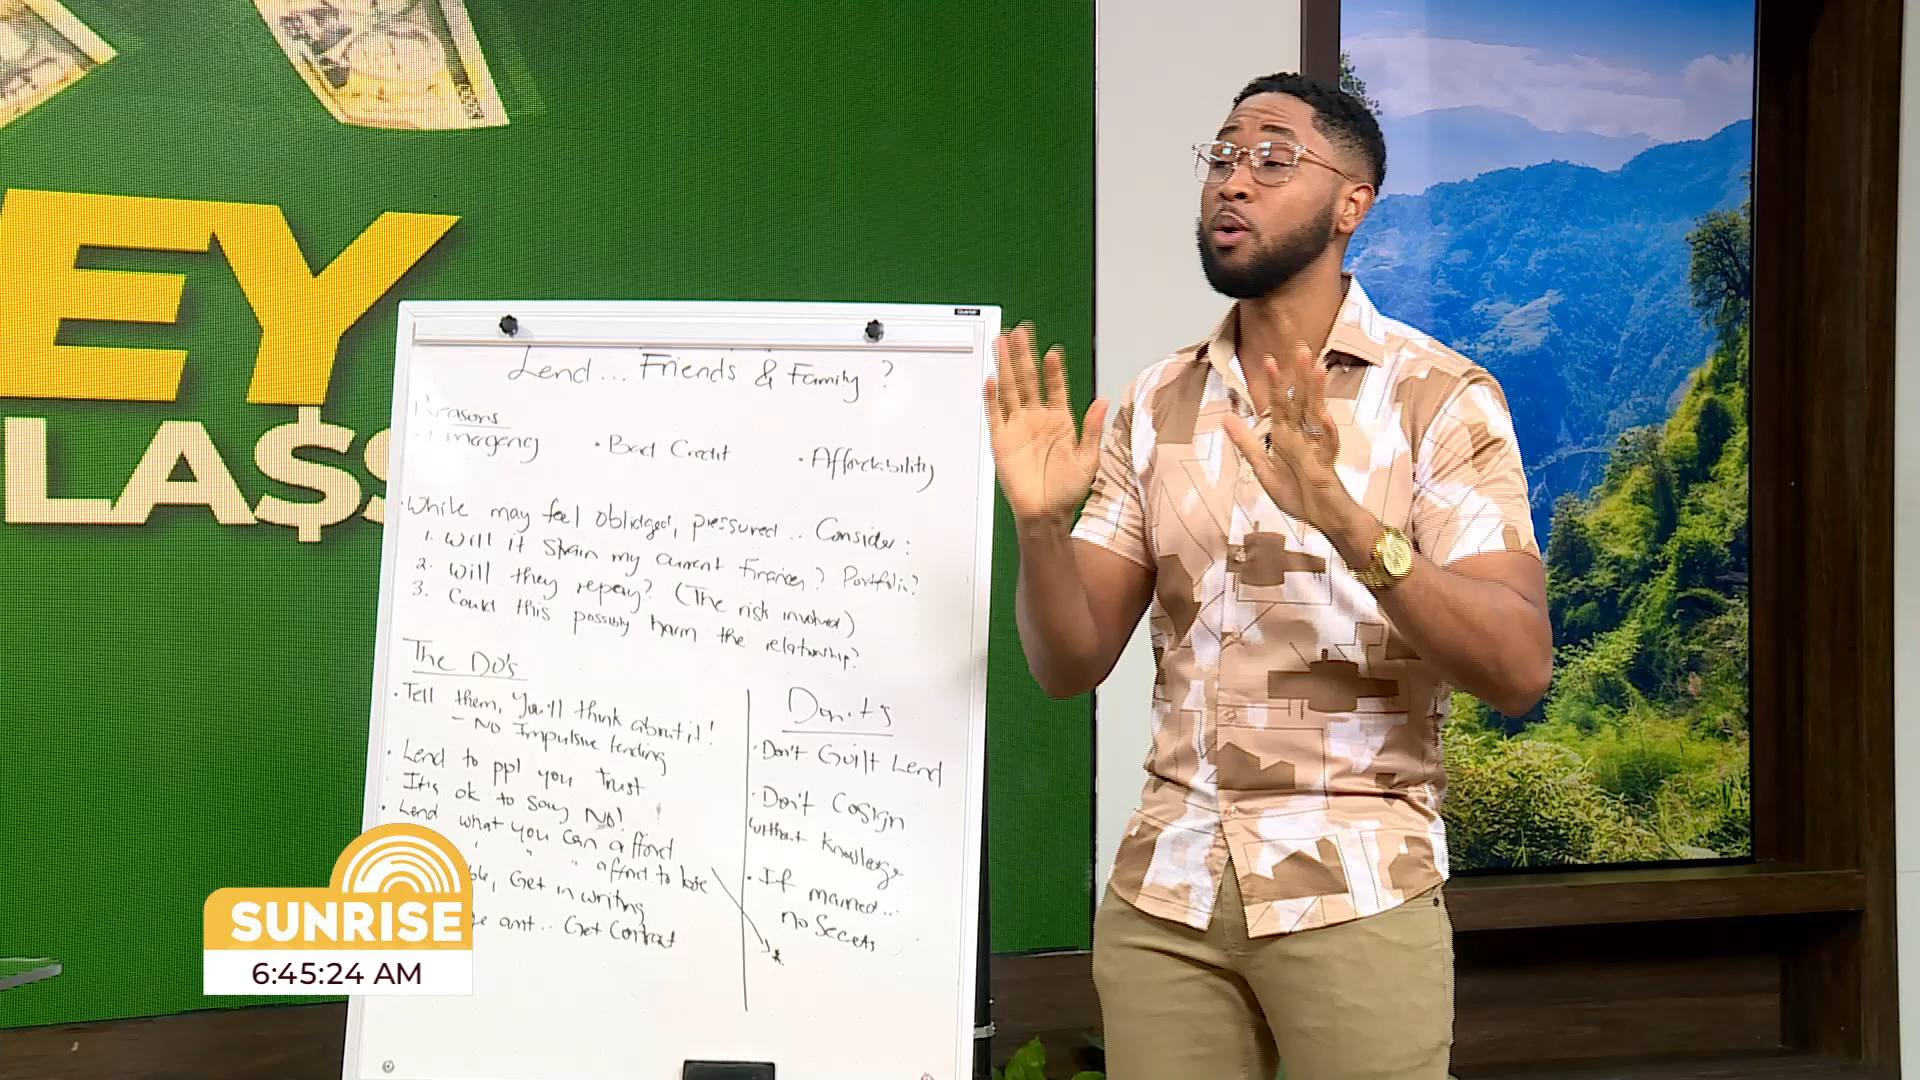 EY
LA$$
Lend... Friends & Family?
Reasons
· Emergency · Bad Credit · Affordability
· While may feel oblidged, pressured... Consider:
1. Will it strain my current Finances? Portfolio?
2. Will they repay? (The risk involved)
3. Could this possibly harm the relationship?
The Do's
· Tell them, You'll think about it!
- No Impulsive lending
· Lend to ppl you trust
· It's ok to say No!
· Lend what you can afford
" " " afford to lose
, Get in writing
amt.. Get Contract
Don'ts
· Don't Guilt Lend
· Don't Cosign
without knowledge
· If married...
no Secrets
SUNRISE
6:45:24 AM